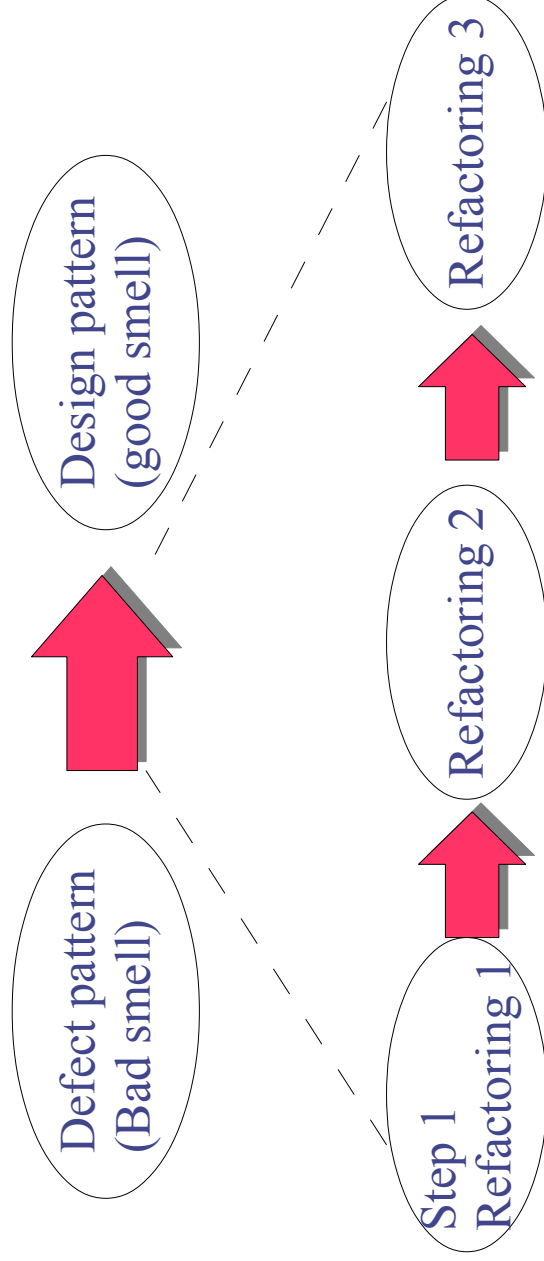 Defect pattern
(Bad smell)
Design pattern
(good smell)
Step 1
Refactoring 1
Refactoring 2
Refactoring 3